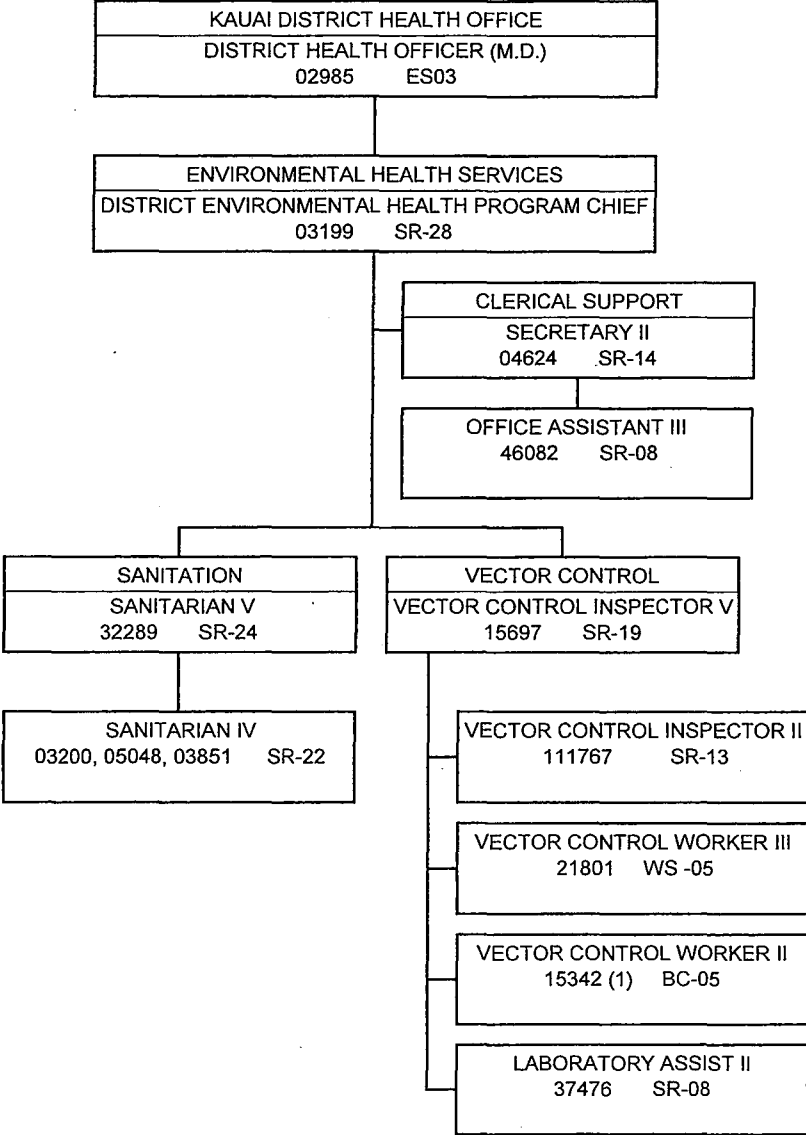 KAUAI DISTRICT HEALTH OFFICE
DISTRICT HEALTH OFFICER (M.D.)
02985 ES03
ENVIRONMENTAL HEALTH SERVICES
DISTRICT ENVIRONMENTAL HEALTH PROGRAM CHIEF
03199 SR-28
CLERICAL SUPPORT
SECRETARY II
04624 SR-14
OFFICE ASSISTANT III
46082 SR-08
SANITATION
SANITARIAN V
32289 SR-24
SANITARIAN IV
03200, 05048, 03851 SR-22
VECTOR CONTROL
VECTOR CONTROL INSPECTOR V
15697 SR-19
VECTOR CONTROL INSPECTOR II
111767 SR-13
VECTOR CONTROL WORKER III
21801 WS -05
VECTOR CONTROL WORKER II
15342 (1) BC-05
LABORATORY ASSIST II
37476 SR-08